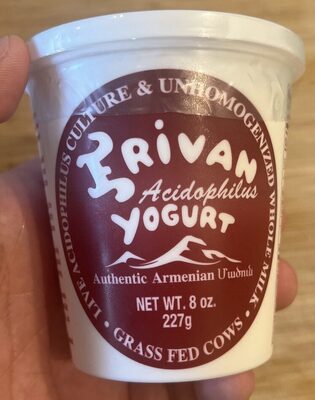 LIVE ACIDOPHILUS CULTURE & UNHOMOGENIZED WHOLE MILK •
ERIVAN
Acidophilus
YOGURT
Authentic Armenian Մածուն
NET WT. 8 oz.
227g
GRASS FED COWS •